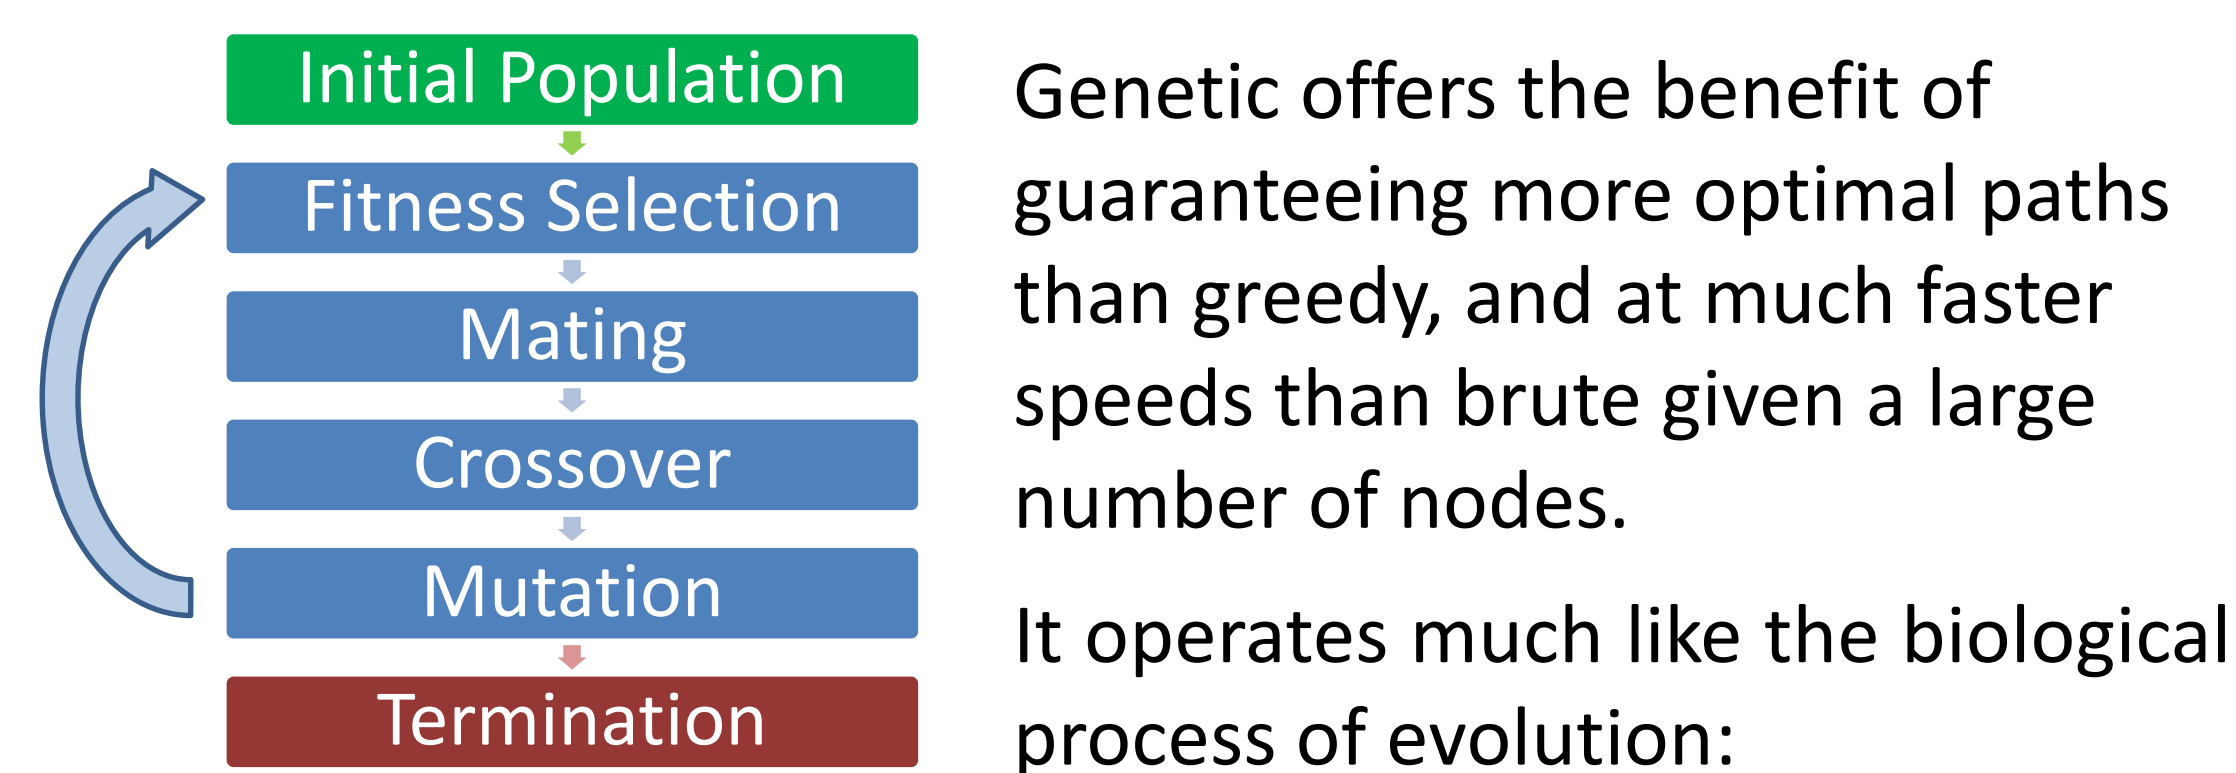 Initial Population
Fitness Selection
Mating
Crossover
Mutation
Termination
Genetic offers the benefit of
guaranteeing more optimal paths
than greedy, and at much faster
speeds than brute given a large
number of nodes.
It operates much like the biological
process of evolution: